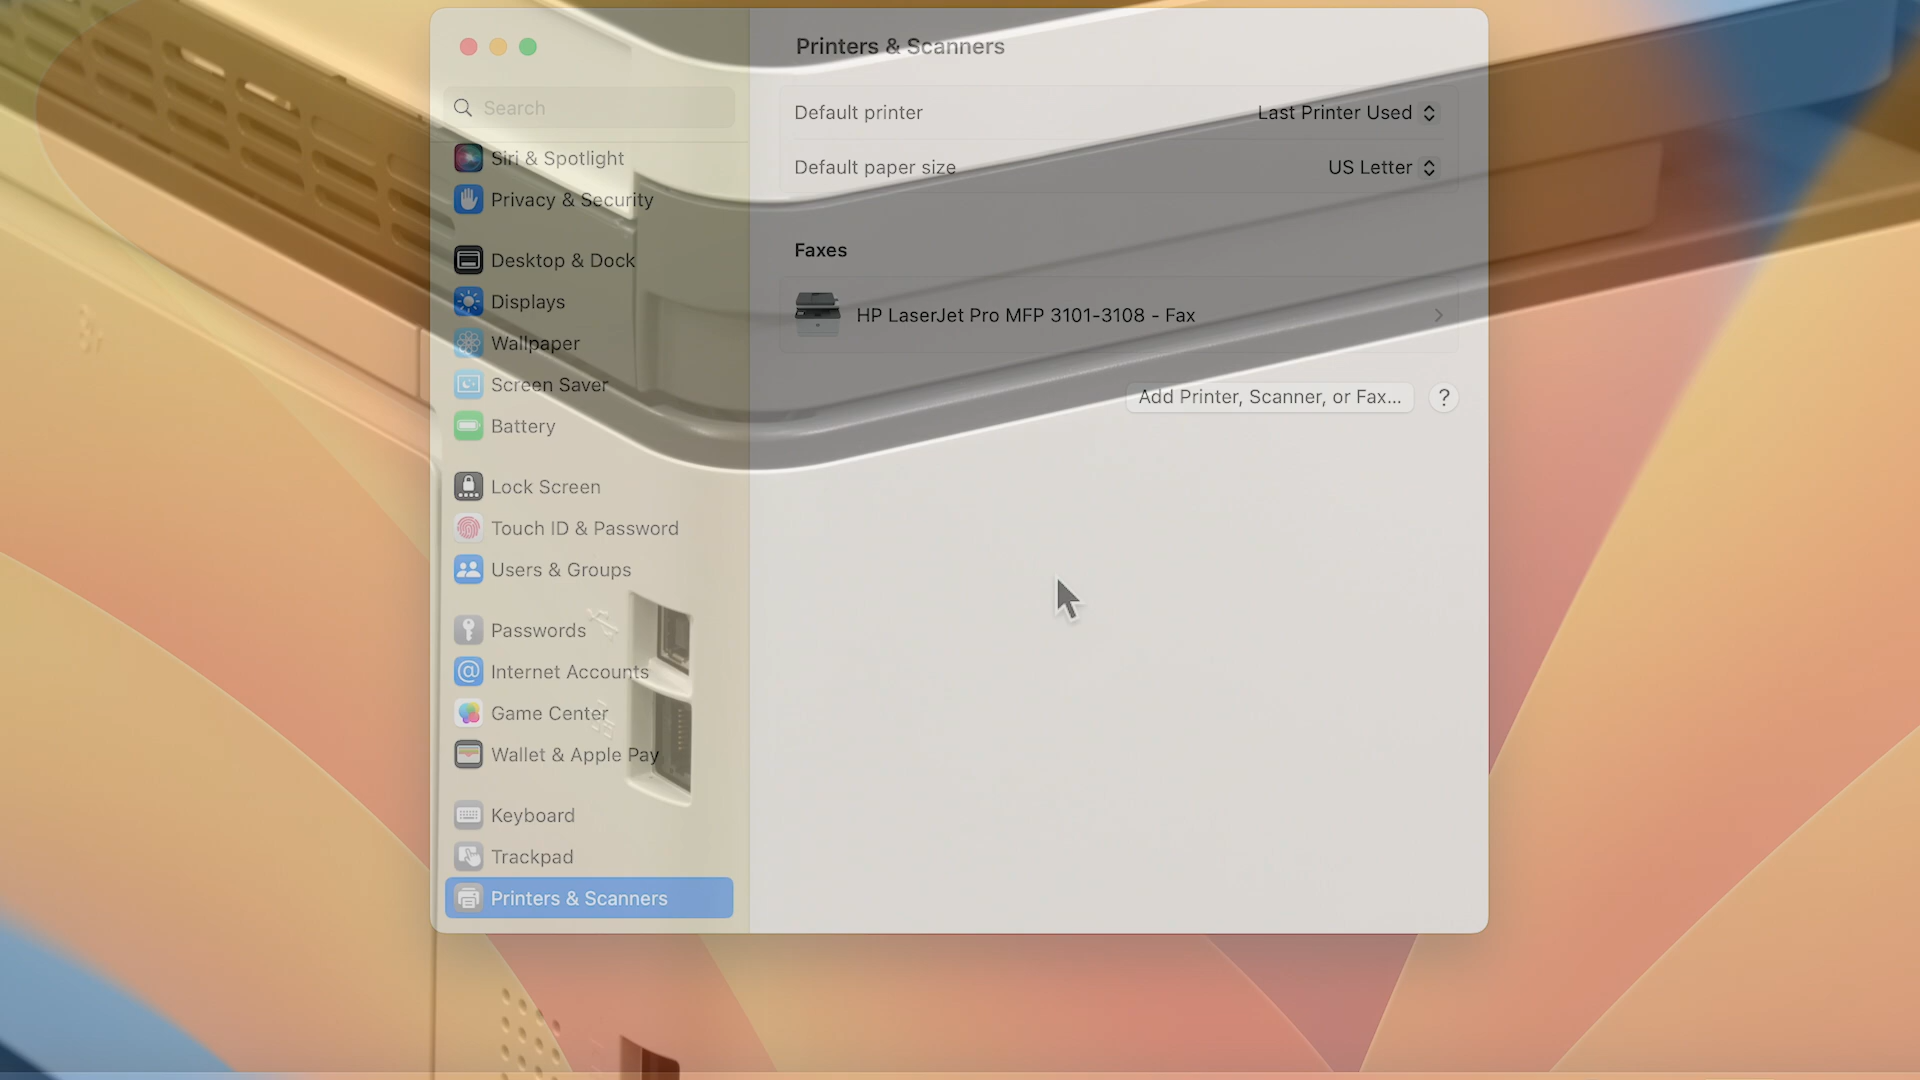 Printers & Scanners
Search
Siri & Spotlight
Privacy & Security
Desktop & Dock
Displays
Wallpaper
Screen Saver
Battery
Lock Screen
Touch ID & Password
Users & Groups
Passwords
Internet Accounts
Game Center
Wallet & Apple Pay
Keyboard
Trackpad
Printers & Scanners
Default printer
Last Printer Used
Default paper size
US Letter
Faxes
HP LaserJet Pro MFP 3101-3108 - Fax
Add Printer, Scanner, or Fax...
?